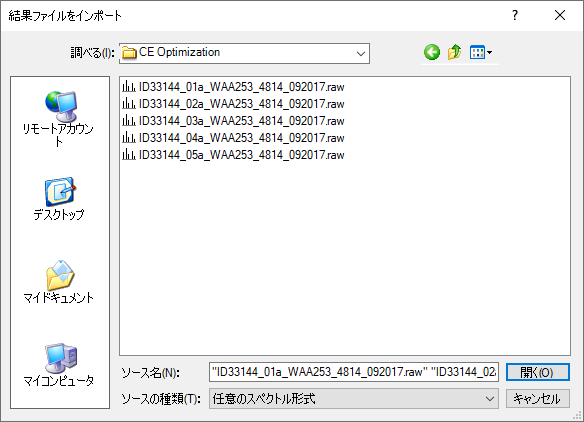 結果ファイルをインポート
調べる(I):
CE Optimization
リモートアカウン
ト
デスクトップ
マイドキュメント
マイコンピュータ
ID33144_01a_WAA253_4814_092017.raw
ID33144_02a_WAA253_4814_092017.raw
ID33144_03a_WAA253_4814_092017.raw
ID33144_04a_WAA253_4814_092017.raw
ID33144_05a_WAA253_4814_092017.raw
ソース名(N):
"ID33144_01a_WAA253_4814_092017.raw" "ID33144_02a
開く(O)
ソースの種類(T):
任意のスペクトル形式
キャンセル